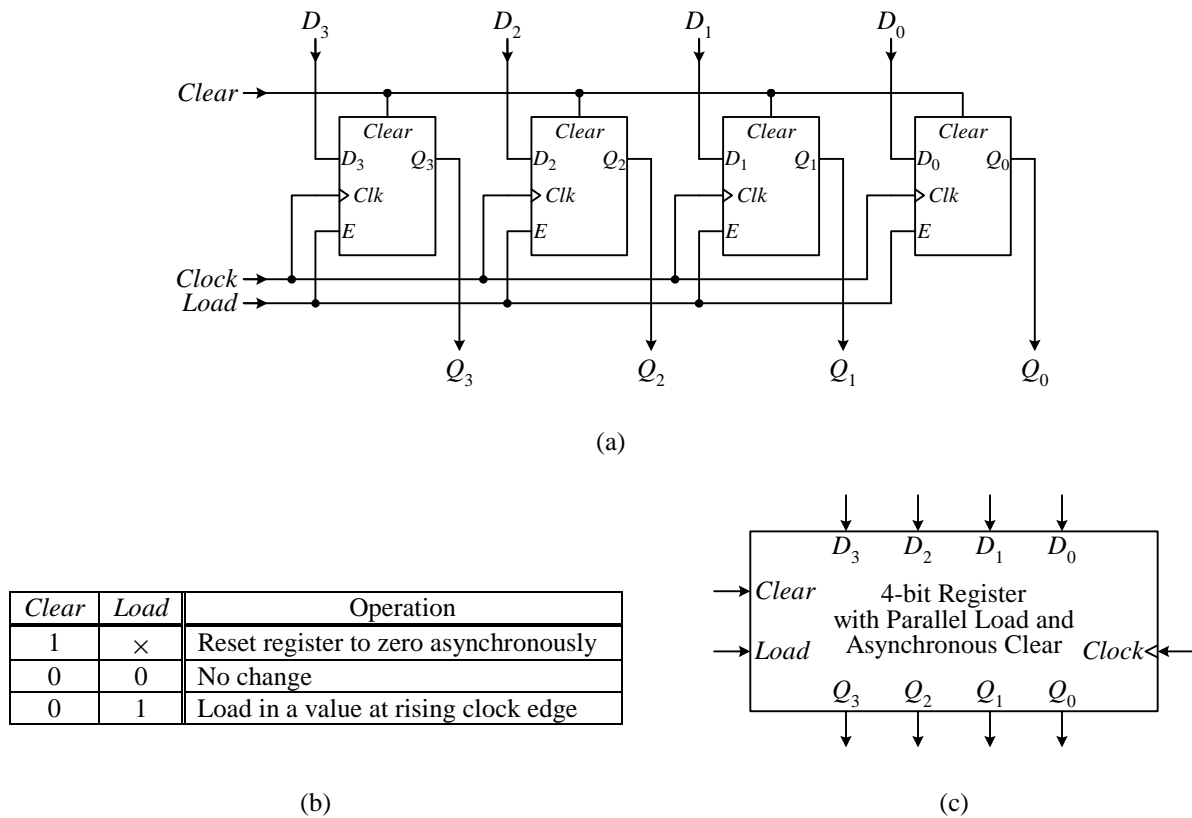 D₃ D₂ D₁ D₀
Clear
Clear Clear Clear Clear
D₃ Q₃ D₂ Q₂ D₁ Q₁ D₀ Q₀
Clk Clk Clk Clk
E E E E
Clock
Load
Q₃ Q₂ Q₁ Q₀
(a)
Clear Load Operation
1 × Reset register to zero asynchronously
0 0 No change
0 1 Load in a value at rising clock edge
(b)
D₃ D₂ D₁ D₀
Clear
4-bit Register
with Parallel Load and
Asynchronous Clear
Load
Clock
Q₃ Q₂ Q₁ Q₀
(c)